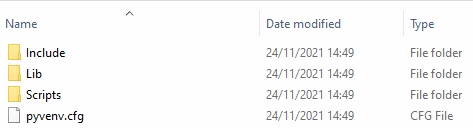 Name Date modified Type
Include 24/11/2021 14:49 File folder
Lib 24/11/2021 14:49 File folder
Scripts 24/11/2021 14:49 File folder
pyvenv.cfg 24/11/2021 14:49 CFG File